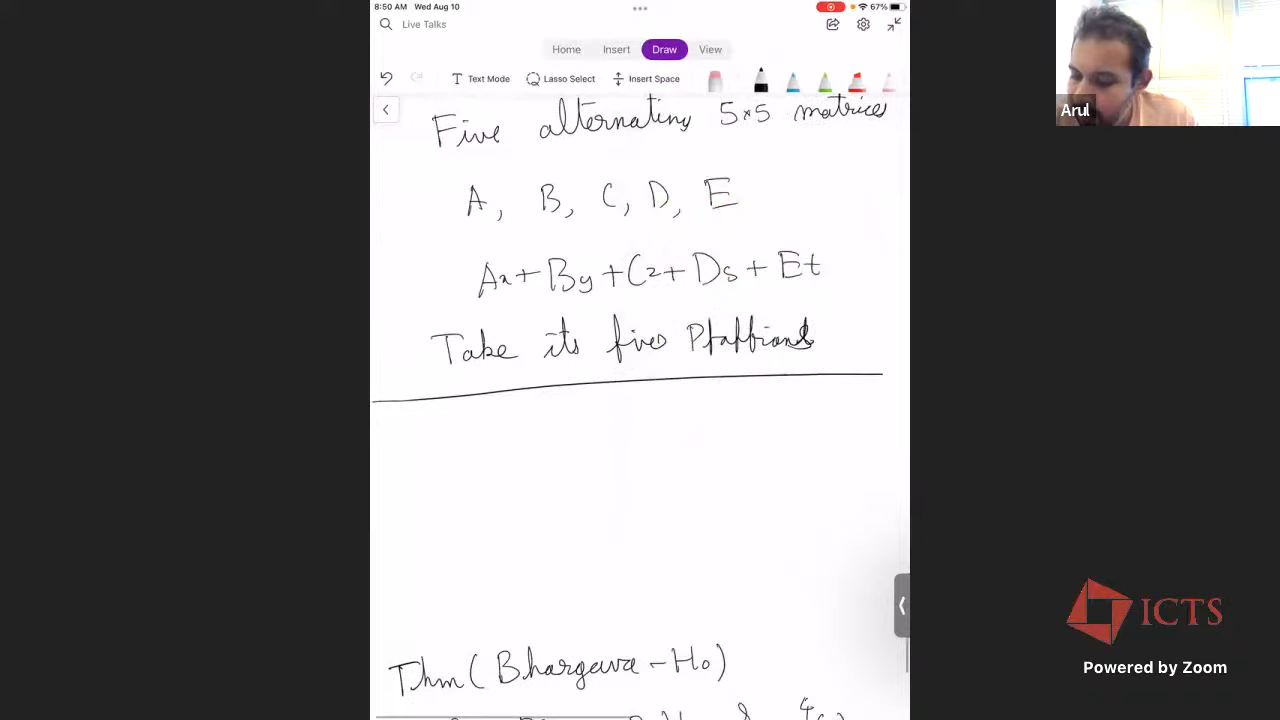 8:50 AM Wed Aug 10
67%
Live Talks
Home Insert Draw View
Text Mode Lasso Select Insert Space
Arul
Five alternating 5×5 matrices
A, B, C, D, E
Ax + By + Cz + Ds + Et
Take its five Pfaffians
Thm (Bhargava - Ho)
ICTS
Powered by Zoom